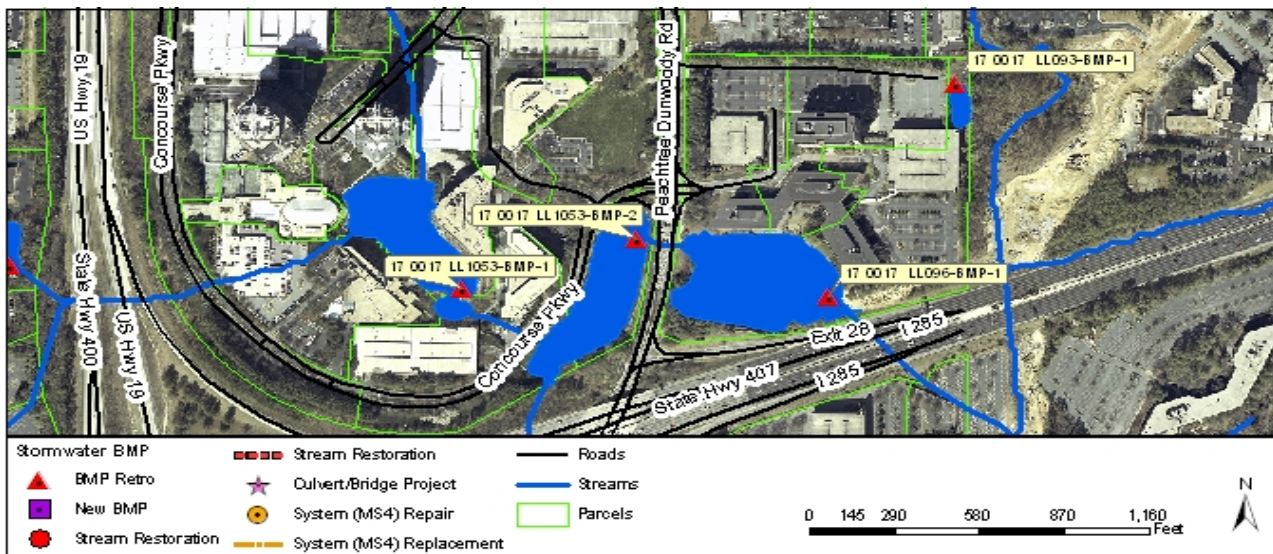 US Hwy 19
Concourse Pkwy
Peachtree Dunwoody Rd
17 0017 LL093-BMP-1
17 0017 LL1053-BMP-2
17 0017 LL1053-BMP-1
17 0017 LL096-BMP-1
State Hwy 400
US Hwy 19
Concourse Pkwy
Exit 28
I 285
State Hwy 407
I 285
Stormwater BMP
BMP Retro
New BMP
Stream Restoration
Stream Restoration
Culvert/Bridge Project
System (MS4) Repair
System (MS4) Replacement
Roads
Streams
Parcels
N
0 145 290 580 870 1,160
Feet